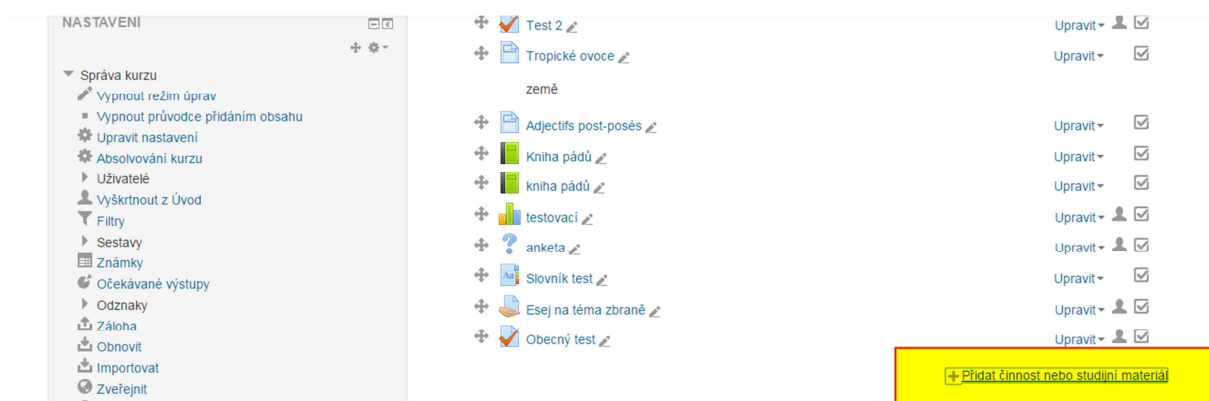 NASTAVENÍ
Správa kurzu
Vypnout režim úprav
Vypnout průvodce přidáním obsahu
Upravit nastavení
Absolvování kurzu
Uživatelé
Vyškrtnout z Úvod
Filtry
Sestavy
Známky
Očekávané výstupy
Odznaky
Záloha
Obnovit
Importovat
Zveřejnit
Test 2 Upravit
Tropické ovoce Upravit
země
Adjectifs post-posés Upravit
Kniha pádů Upravit
kniha pádů Upravit
testovací Upravit
anketa Upravit
Slovník test Upravit
Esej na téma zbraně Upravit
Obecný test Upravit
Přidat činnost nebo studijní materiál